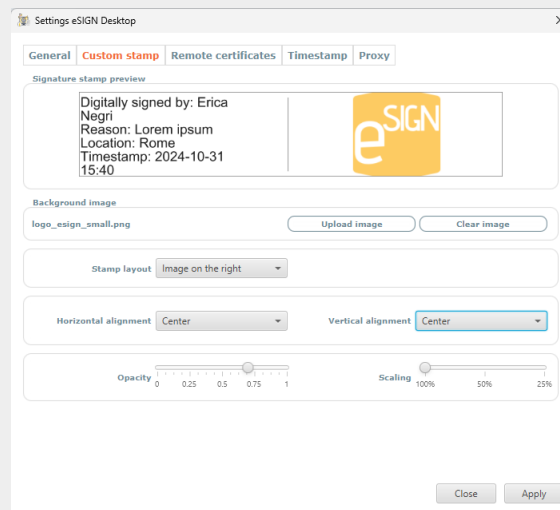 Settings eSIGN Desktop
General Custom stamp Remote certificates Timestamp Proxy
Signature stamp preview
Digitally signed by: Erica
Negri
Reason: Lorem ipsum
Location: Rome
Timestamp: 2024-10-31
15:40
eSIGN
Background image
logo_esign_small.png Upload image Clear image
Stamp layout Image on the right
Horizontal alignment Center Vertical alignment Center
Opacity 0 0.25 0.5 0.75 1 Scaling 100% 50% 25%
Close Apply